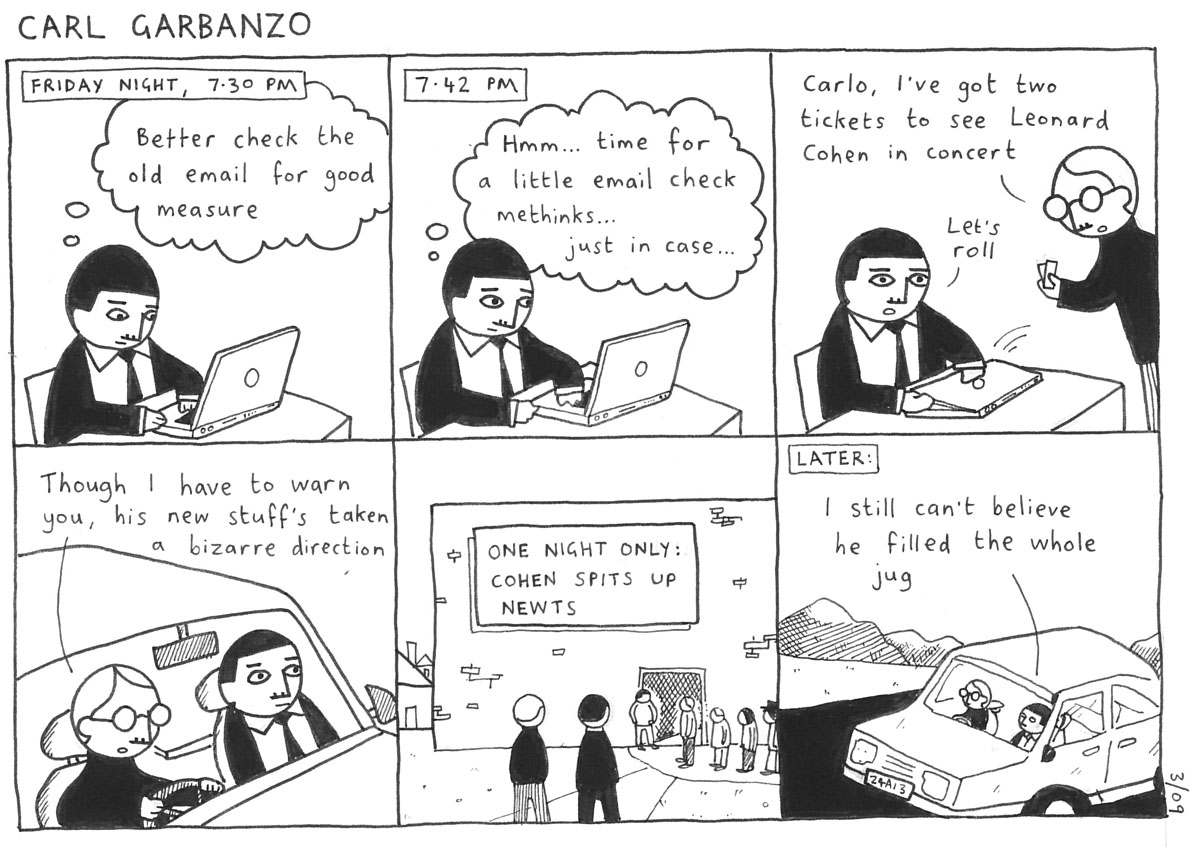 CARL GARBANZO
FRIDAY NIGHT, 7.30 PM
Better check the
old email for good
measure
7.42 PM
Hmm... time for
a little email check
methinks...
just in case...
Carlo, I've got two
tickets to see Leonard
Cohen in concert
Let's
roll
Though I have to warn
you, his new stuff's taken
a bizarre direction
ONE NIGHT ONLY:
COHEN SPITS UP
NEWTS
LATER:
I still can't believe
he filled the whole
jug
24A13
3/09